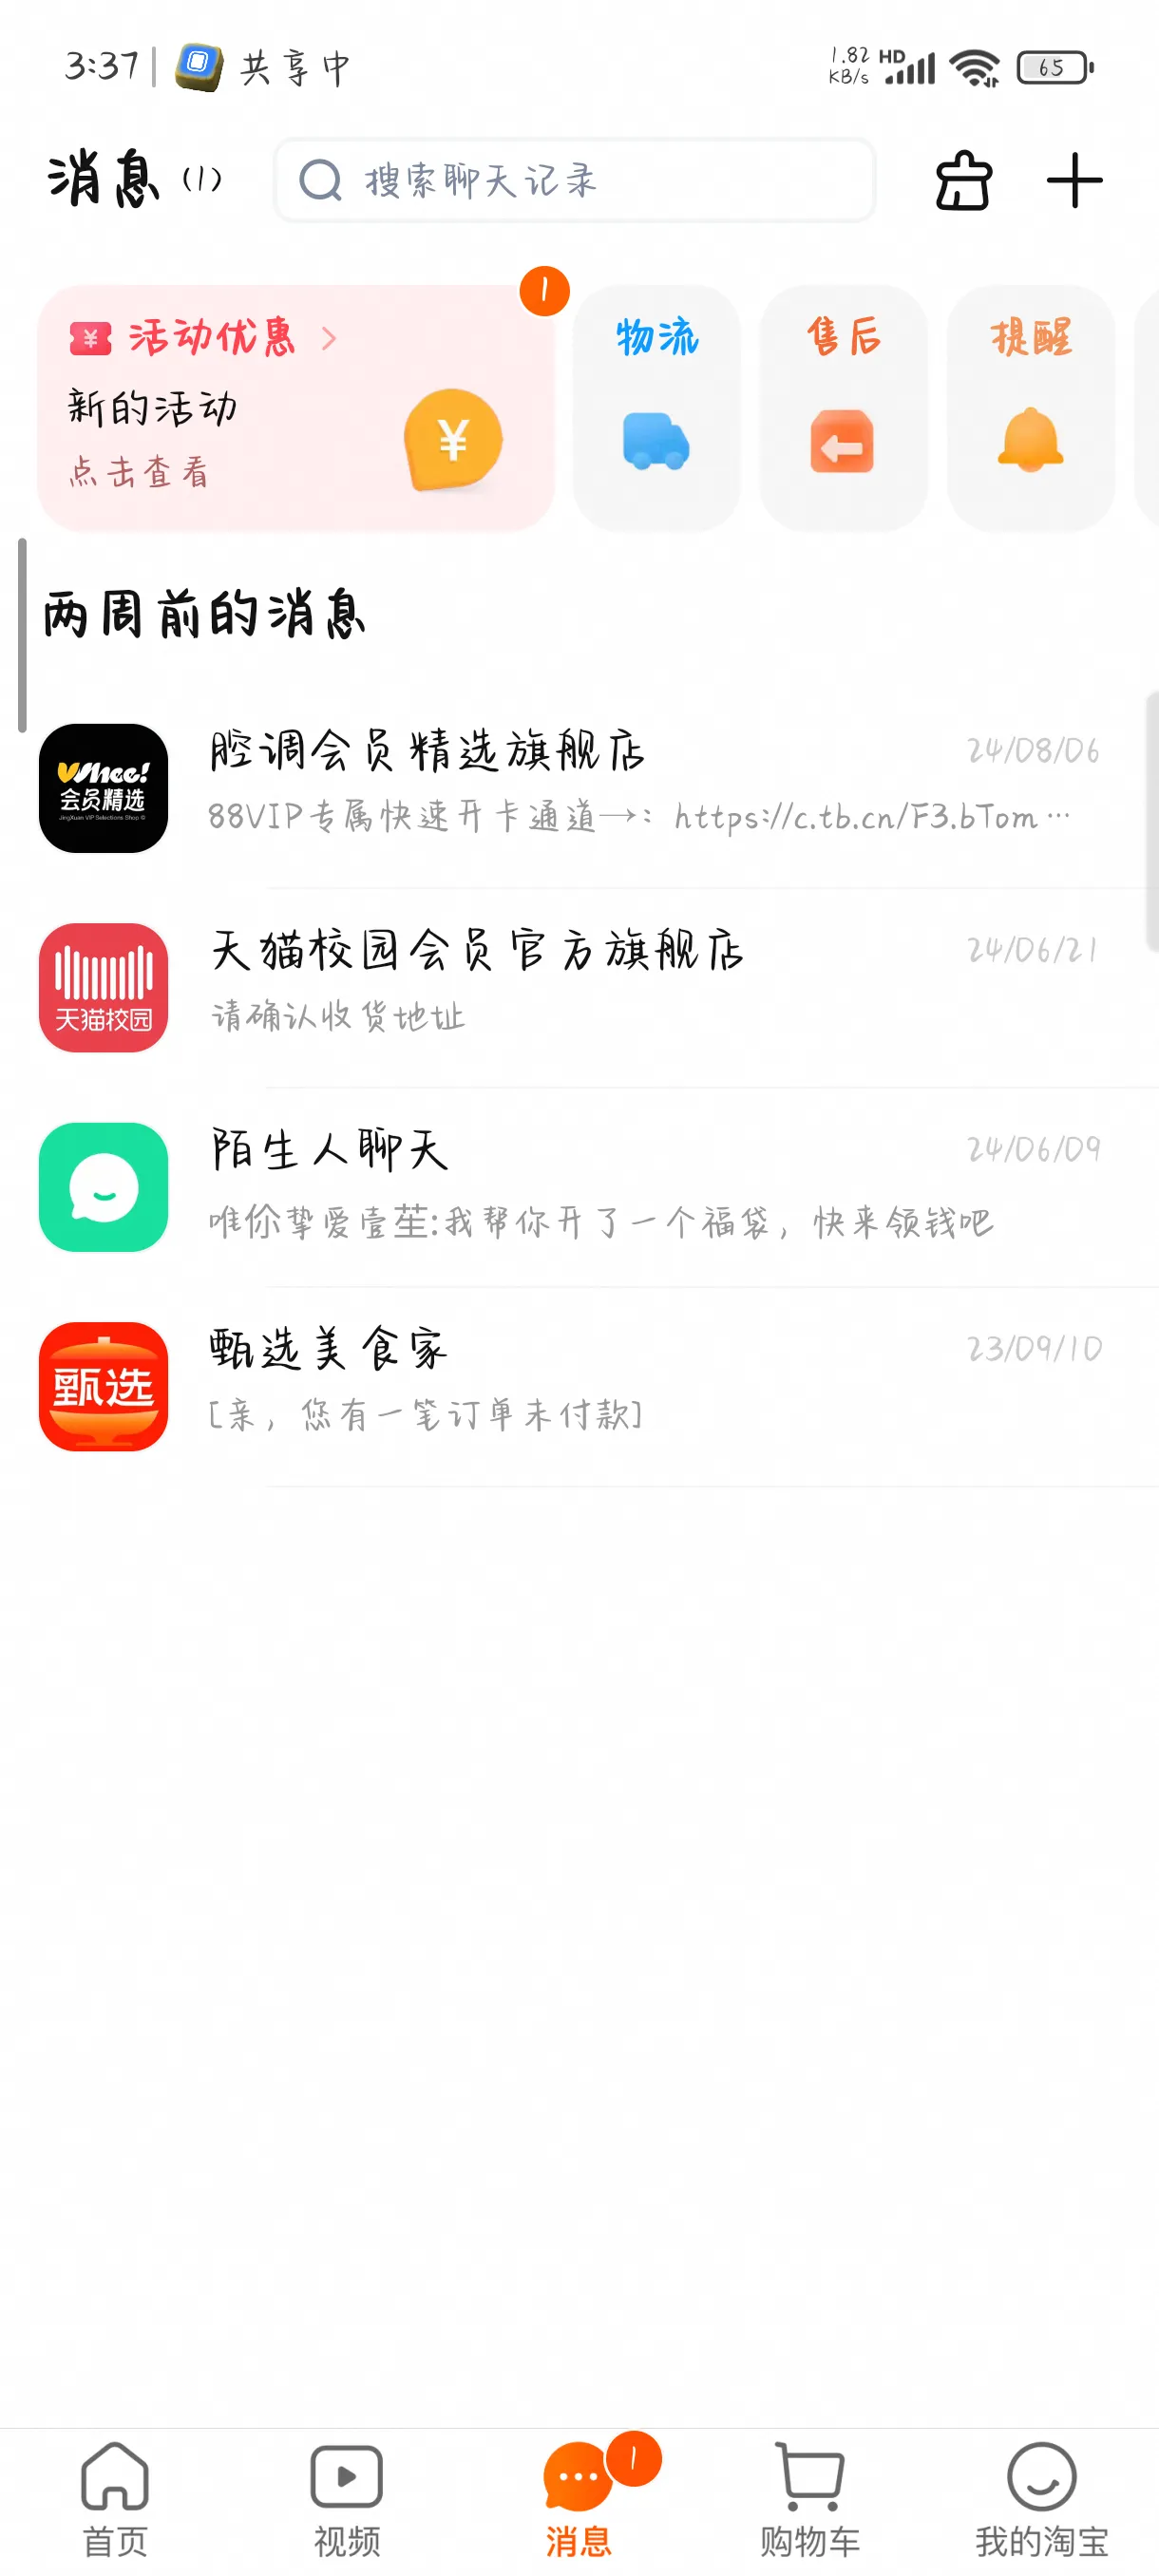 3:37 共享中 1.82 KB/s HD 65
消息 (1) 搜索聊天记录
¥ 活动优惠 1 物流 售后 提醒
新的活动
点击查看 ¥
两周前的消息
Whee! 会员精选 JingXuan VIP Selections Shop ©
腔调会员精选旗舰店 24/08/06
88VIP专属快速开卡通道→: https://c.tb.cn/F3.bTom…
天猫校园
天猫校园会员官方旗舰店 24/06/21
请确认收货地址
陌生人聊天 24/06/09
唯伱挚爱壹苼:我帮你开了一个福袋，快来领钱吧
甄选
甄选美食家 23/09/10
[亲，您有一笔订单未付款]
1
首页 视频 消息 购物车 我的淘宝